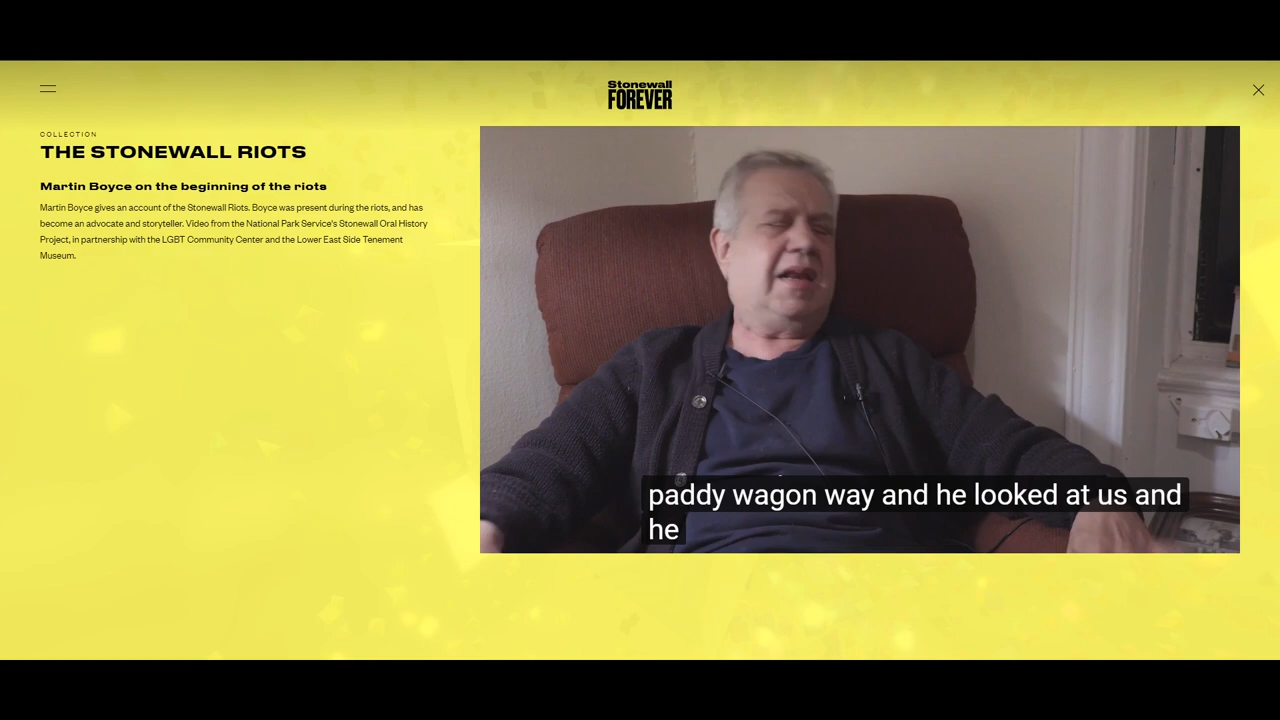 Stonewall
FOREVER
COLLECTION
THE STONEWALL RIOTS
Martin Boyce on the beginning of the riots
Martin Boyce gives an account of the Stonewall Riots. Boyce was present during the riots, and has
become an advocate and storyteller. Video from the National Park Service's Stonewall Oral History
Project, in partnership with the LGBT Community Center and the Lower East Side Tenement
Museum.
paddy wagon way and he looked at us and
he